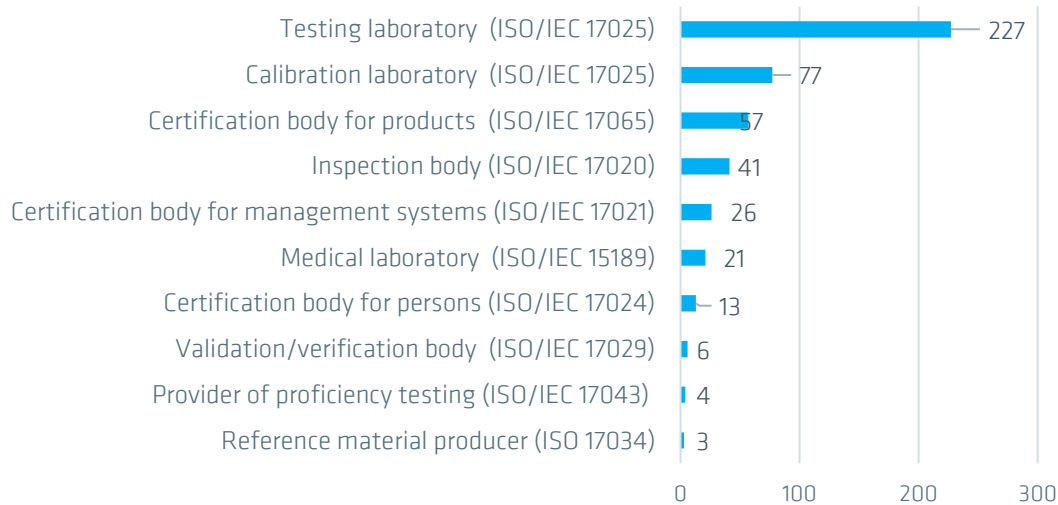 Testing laboratory (ISO/IEC 17025) 227
Calibration laboratory (ISO/IEC 17025) 77
Certification body for products (ISO/IEC 17065) 57
Inspection body (ISO/IEC 17020) 41
Certification body for management systems (ISO/IEC 17021) 26
Medical laboratory (ISO/IEC 15189) 21
Certification body for persons (ISO/IEC 17024) 13
Validation/verification body (ISO/IEC 17029) 6
Provider of proficiency testing (ISO/IEC 17043) 4
Reference material producer (ISO 17034) 3
0 100 200 300